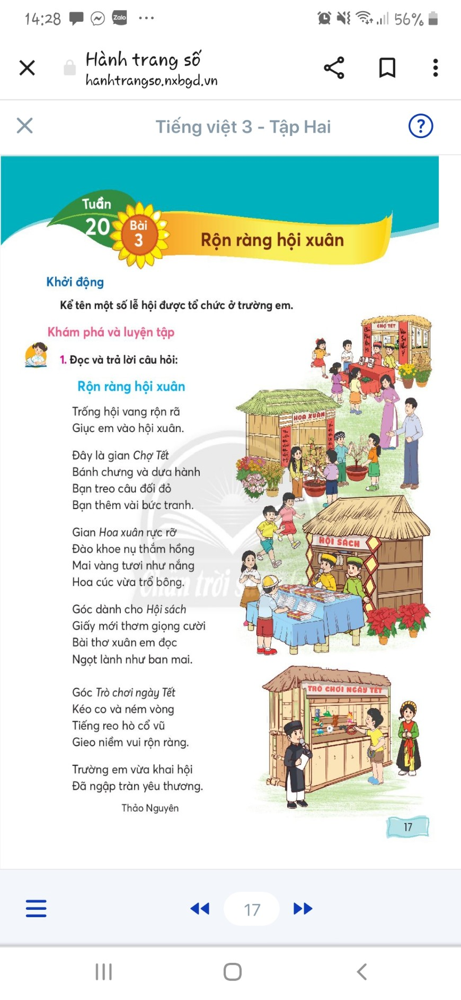 14:28
Zalo
56%
Hành trang số
hanhtrangso.nxbgd.vn
Tiếng việt 3 - Tập Hai
?
Tuần
20
Bài
3
Rộn ràng hội xuân
Khởi động
Kể tên một số lễ hội được tổ chức ở trường em.
Khám phá và luyện tập
1. Đọc và trả lời câu hỏi:
Rộn ràng hội xuân
Trống hội vang rộn rã
Giục em vào hội xuân.
Đây là gian Chợ Tết
Bánh chưng và dưa hành
Bạn treo câu đối đỏ
Bạn thêm vài bức tranh.
Gian Hoa xuân rực rỡ
Đào khoe nụ thắm hồng
Mai vàng tươi như nắng
Hoa cúc vừa trổ bông.
Góc dành cho Hội sách
Giấy mới thơm giọng cười
Bài thơ xuân em đọc
Ngọt lành như ban mai.
Góc Trò chơi ngày Tết
Kéo co và ném vòng
Tiếng reo hò cổ vũ
Gieo niềm vui rộn ràng.
Trường em vừa khai hội
Đã ngập tràn yêu thương.
Thảo Nguyên
CHỢ TẾT
HOA XUÂN
HỘI SÁCH
TRÒ CHƠI NGÀY TẾT
Chân trời
17
17